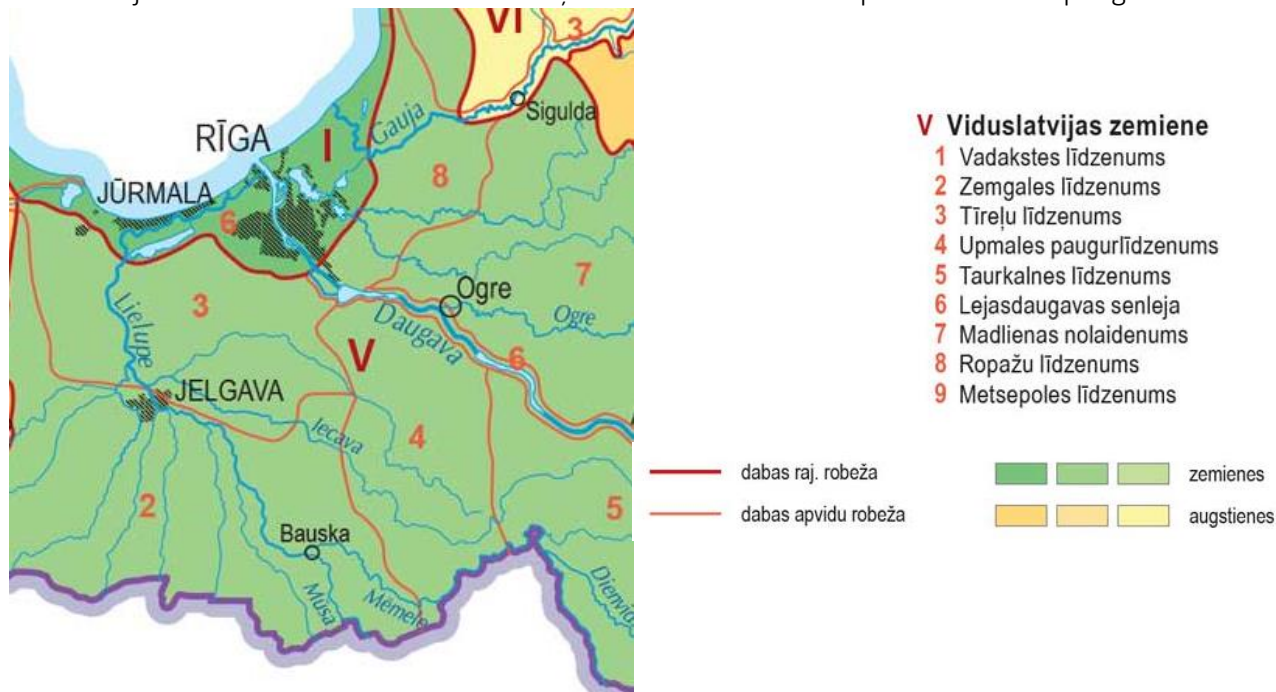 VI
3
Sigulda
Gauja
RĪGA
I
8
JŪRMALA
6
7
Ogre
Ogre
3
Lielupe
Daugava
6
V
JELGAVA
Iecava
4
2
5
Bauska
Mūsa
Mēmele
V Viduslatvijas zemiene
1 Vadakstes līdzenums
2 Zemgales līdzenums
3 Tīreļu līdzenums
4 Upmales paugurlīdzenums
5 Taurkalnes līdzenums
6 Lejasdaugavas senleja
7 Madlienas nolaidenums
8 Ropažu līdzenums
9 Metsepoles līdzenums
dabas raj. robeža
zemienes
dabas apvidu robeža
augstienes